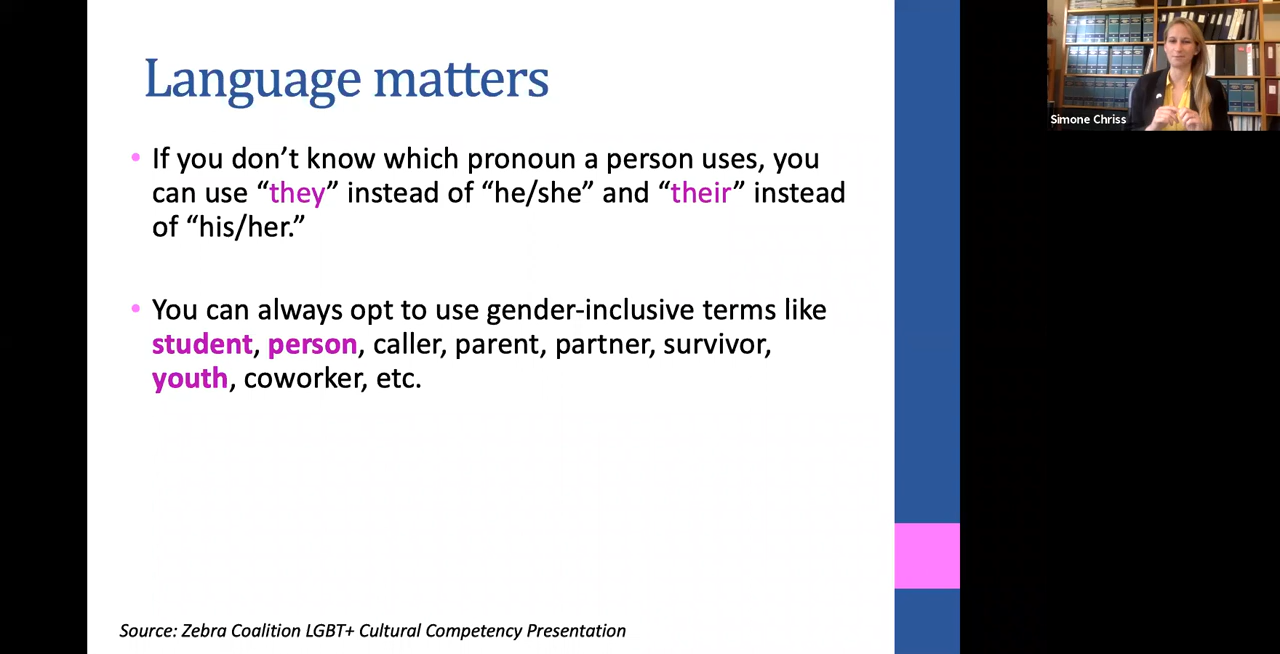 Language matters
• If you don’t know which pronoun a person uses, you
can use “they” instead of “he/she” and “their” instead
of “his/her.”
• You can always opt to use gender-inclusive terms like
student, person, caller, parent, partner, survivor,
youth, coworker, etc.
Source: Zebra Coalition LGBT+ Cultural Competency Presentation
Simone Chriss